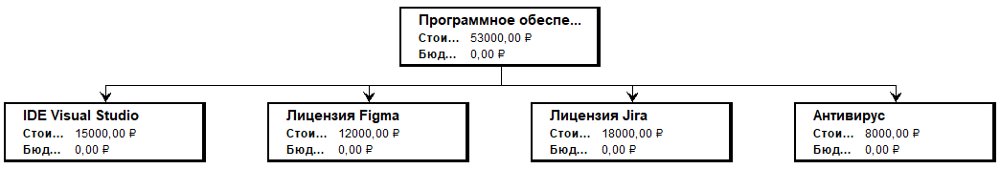 Программное обеспе...
Стои... 53000,00 ₽
Бюд... 0,00 ₽
IDE Visual Studio
Стои... 15000,00 ₽
Бюд... 0,00 ₽
Лицензия Figma
Стои... 12000,00 ₽
Бюд... 0,00 ₽
Лицензия Jira
Стои... 18000,00 ₽
Бюд... 0,00 ₽
Антивирус
Стои... 8000,00 ₽
Бюд... 0,00 ₽